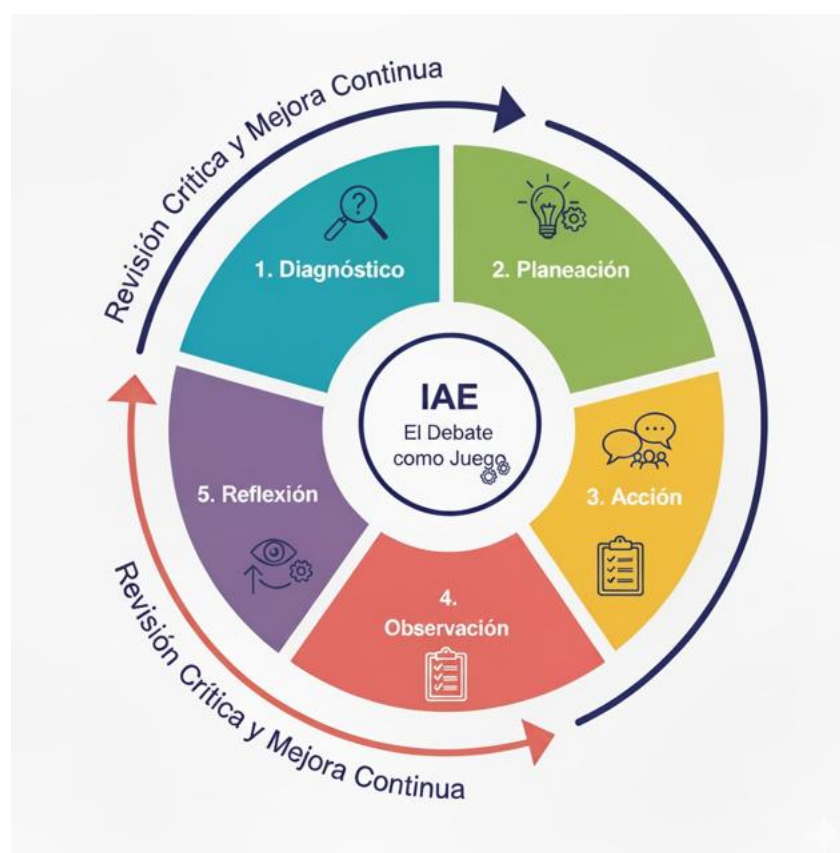 Revisión Crítica y Mejora Continua
1. Diagnóstico
2. Planeación
IAE
El Debate
como Juego
3. Acción
4.
Observación
5. Reflexión
Revisión Crítica y Mejora Continua